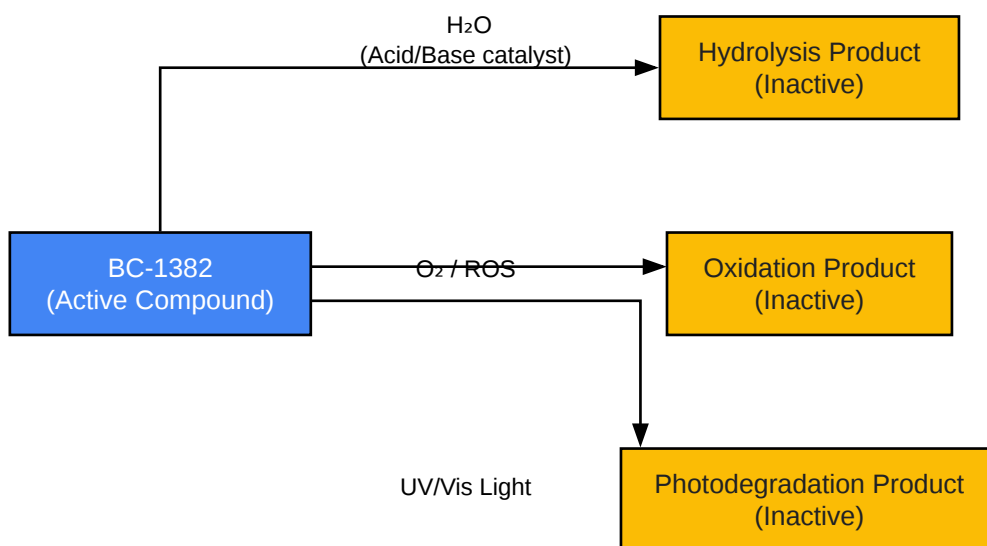 H₂O
(Acid/Base catalyst)
Hydrolysis Product
(Inactive)
BC-1382
(Active Compound)
O₂ / ROS
Oxidation Product
(Inactive)
UV/Vis Light
Photodegradation Product
(Inactive)